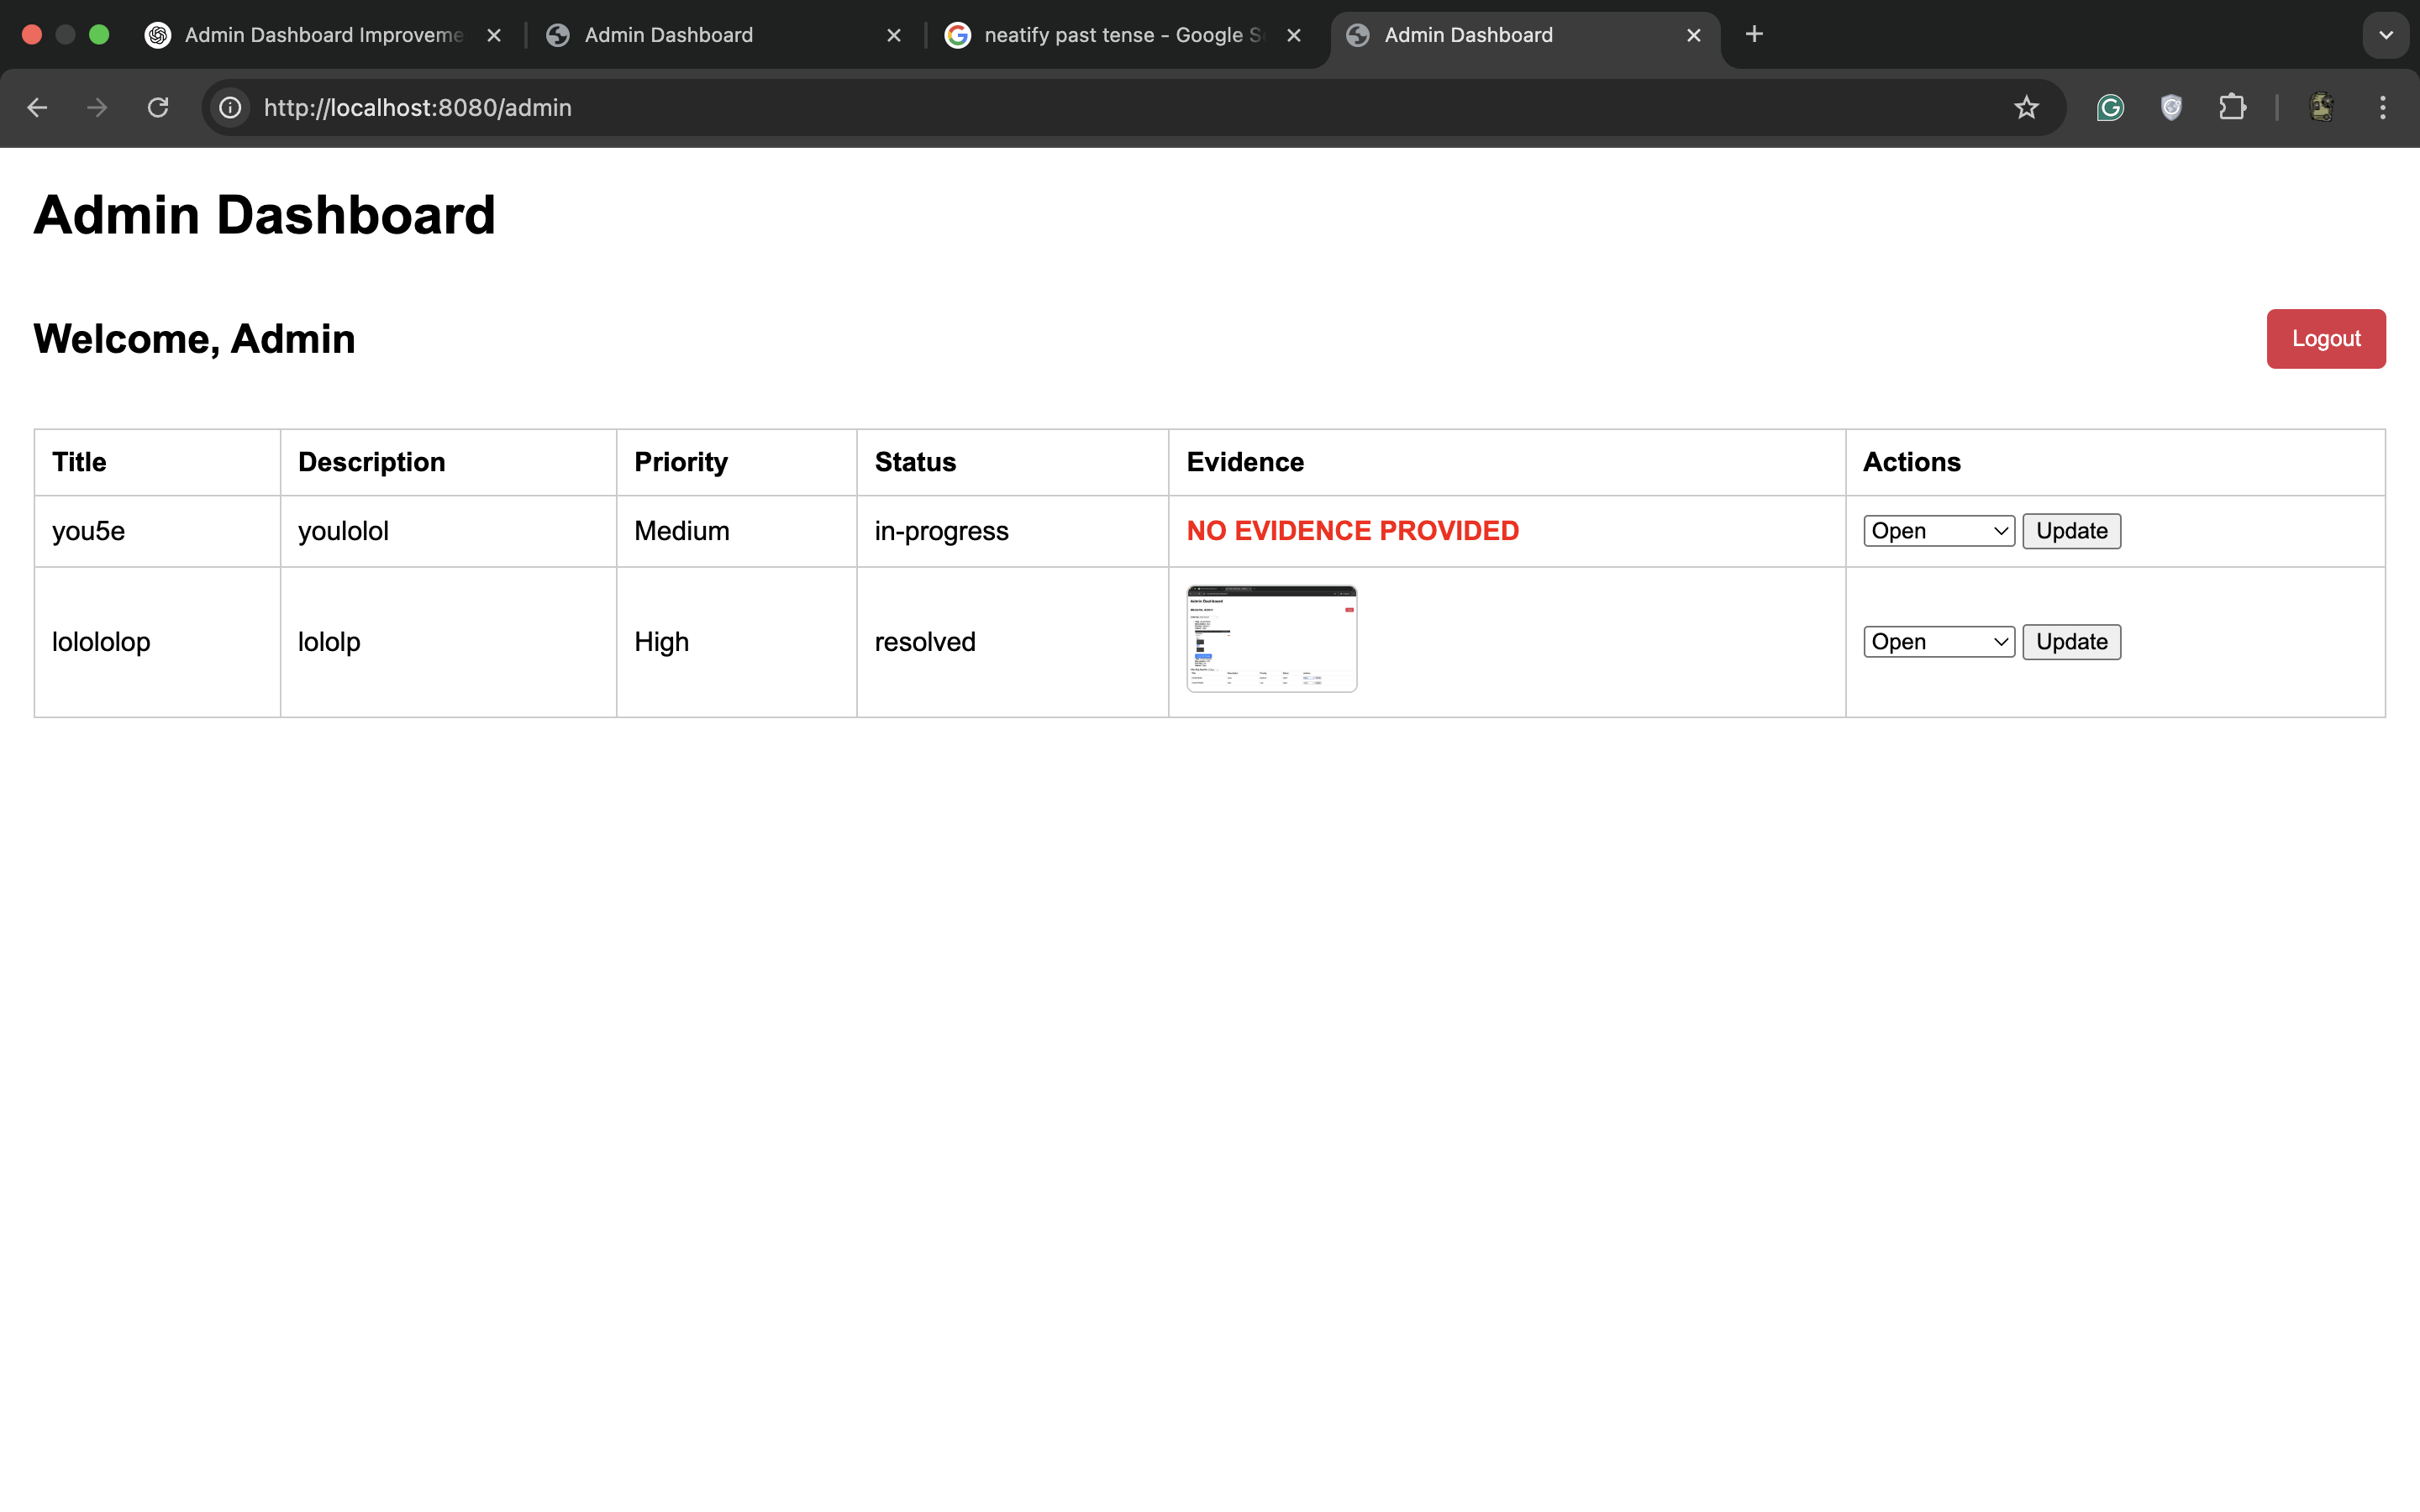 Admin Dashboard Improveme
Admin Dashboard
neatify past tense - Google S
Admin Dashboard
http://localhost:8080/admin
Admin Dashboard
Welcome, Admin
Logout
Title Description Priority Status Evidence Actions
you5e youlolol Medium in-progress NO EVIDENCE PROVIDED Open Update
lolololop lololp High resolved Open Update
Admin Dashboard